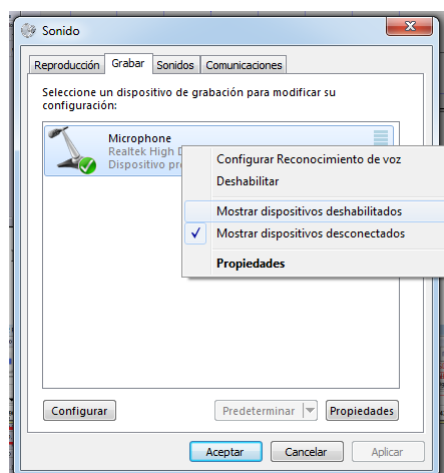 Sonido
Reproducción Grabar Sonidos Comunicaciones
Seleccione un dispositivo de grabación para modificar su
configuración:
Microphone
Realtek High D
Dispositivo pre
Configurar Reconocimiento de voz
Deshabilitar
Mostrar dispositivos deshabilitados
Mostrar dispositivos desconectados
Propiedades
Configurar Predeterminar Propiedades
Aceptar Cancelar Aplicar